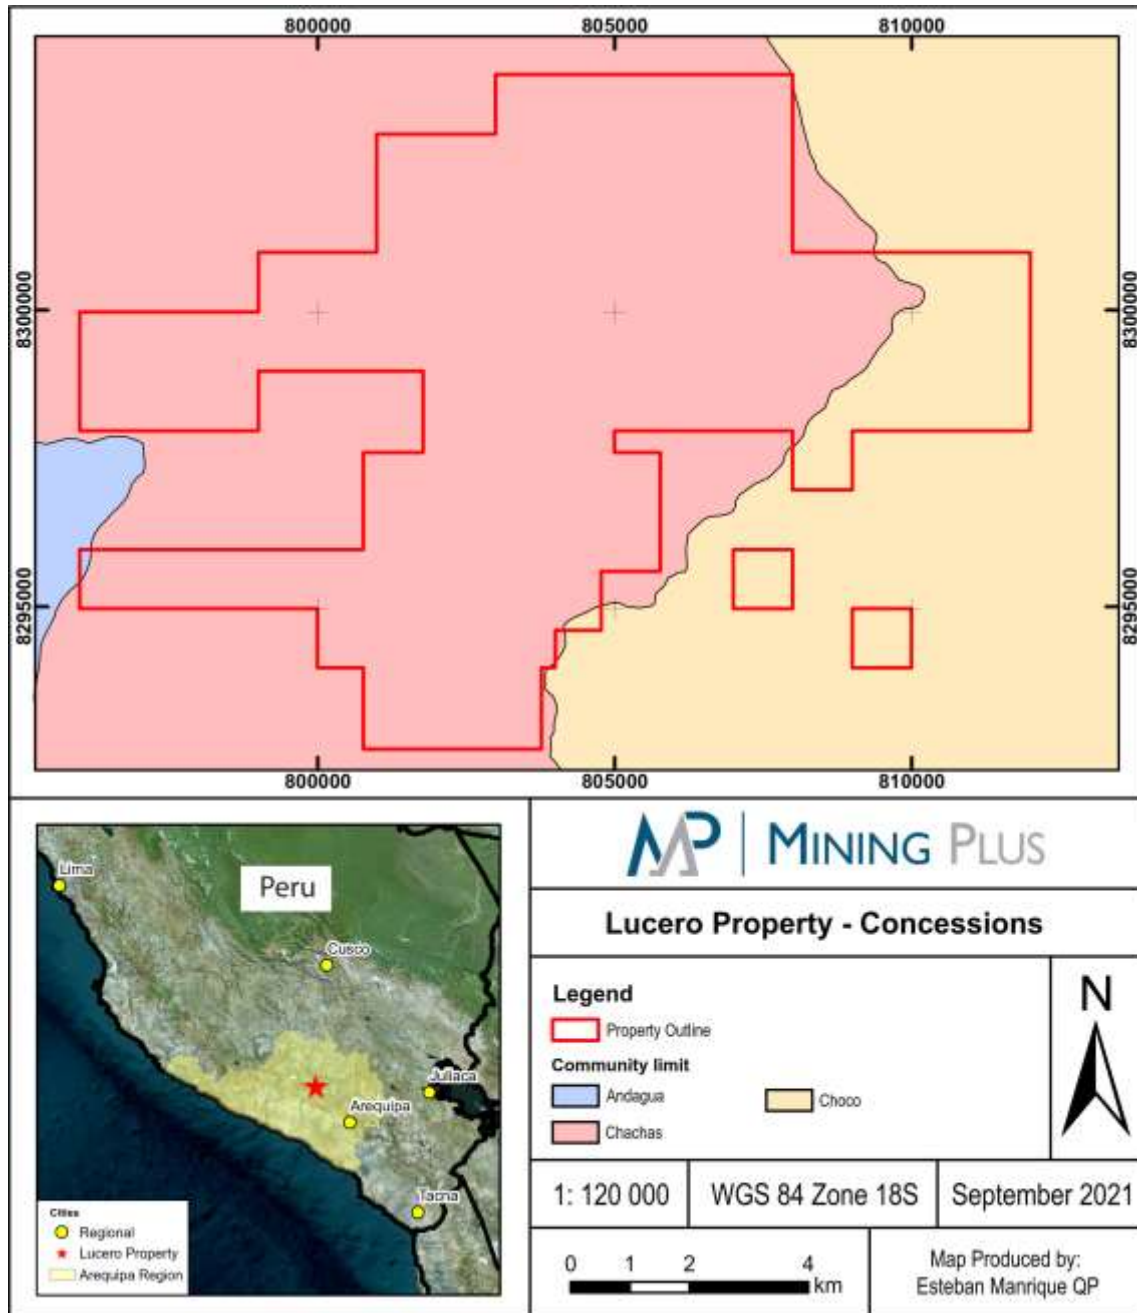 800000 805000 810000
8300000 8300000
8295000 8295000
800000 805000 810000
Peru
Lima
Cusco
Juliaca
Arequipa
Tacna
Cities
Regional
Lucero Property
Arequipa Region
MP | MINING PLUS
Lucero Property - Concessions
Legend
Property Outline
Community limit
Andagua
Choco
Chachas
N
1: 120 000
WGS 84 Zone 18S
September 2021
0 1 2 4
km
Map Produced by:
Esteban Manrique QP